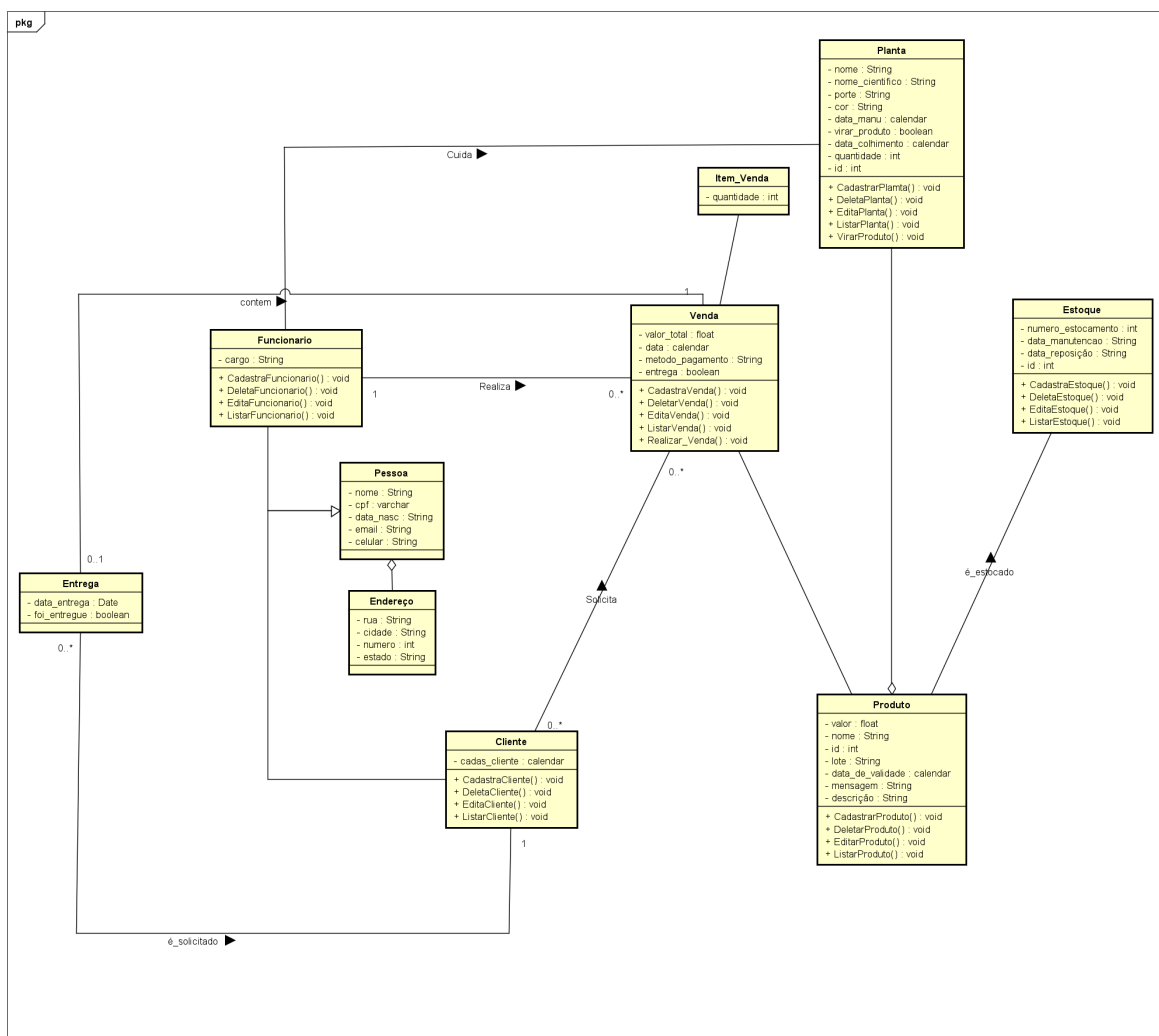 pkg
Planta
- nome : String
- nome_cientifico : String
- porte : String
- cor : String
- data_manu : calendar
- virar_produto : boolean
- data_colhimento : calendar
- quantidade : int
- id : int
+ CadastrarPlamta() : void
+ DeletaPlanta() : void
+ EditaPlanta() : void
+ ListarPlanta() : void
+ VirarProduto() : void
Cuida
Item_Venda
- quantidade : int
contem
1
Funcionario
- cargo : String
+ CadastraFuncionario() : void
+ DeletaFuncionario() : void
+ EditaFuncionario() : void
+ ListarFuncionario() : void
1
Realiza
0..*
Venda
- valor_total : float
- data : calendar
- metodo_pagamento : String
- entrega : boolean
+ CadastraVenda() : void
+ DeletarVenda() : void
+ EditaVenda() : void
+ ListarVenda() : void
+ Realizar_Venda() : void
0..*
Estoque
- numero_estocamento : int
- data_manutencao : String
- data_reposição : String
- id : int
+ CadastraEstoque() : void
+ DeletaEstoque() : void
+ EditaEstoque() : void
+ ListarEstoque() : void
Pessoa
- nome : String
- cpf : varchar
- data_nasc : String
- email : String
- celular : String
0..1
Entrega
- data_entrega : Date
- foi_entregue : boolean
0..*
Endereço
- rua : String
- cidade : String
- numero : int
- estado : String
Solicita
é_estocado
0..*
Cliente
- cadas_cliente : calendar
+ CadastraCliente() : void
+ DeletaCliente() : void
+ EditaCliente() : void
+ ListarCliente() : void
1
Produto
- valor : float
- nome : String
- id : int
- lote : String
- data_de_validade : calendar
- mensagem : String
- descrição : String
+ CadastrarProduto() : void
+ DeletarProduto() : void
+ EditarProduto() : void
+ ListarProduto() : void
é_solicitado